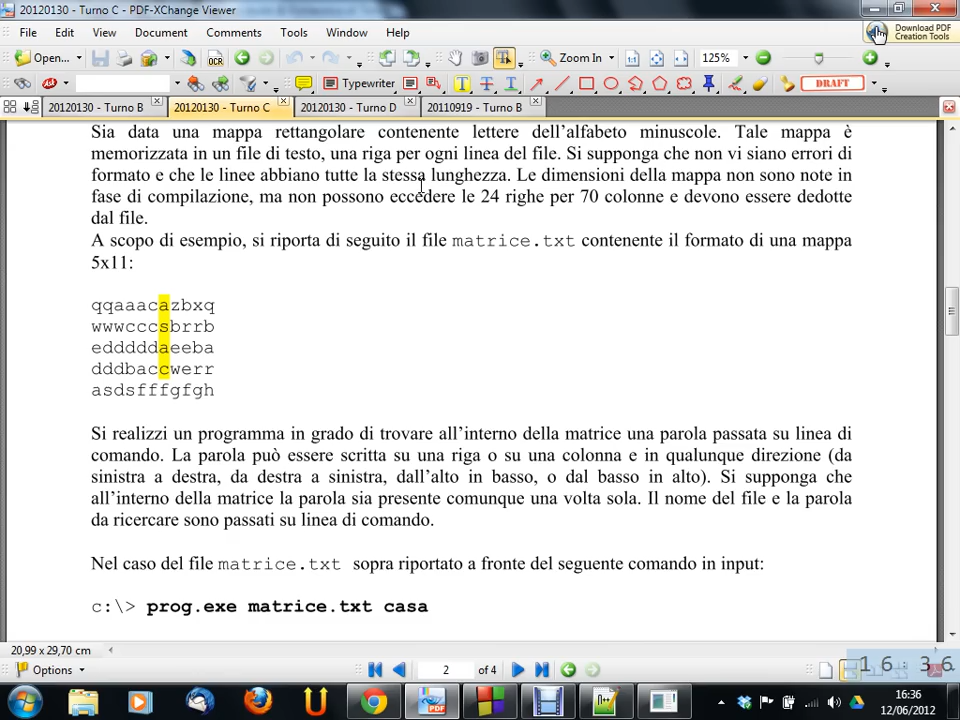 20120130 - Turno C - PDF-XChange Viewer
File Edit View Document Comments Tools Window Help
Download PDF
Creation Tools
Open... OCR Zoom In 125%
Typewriter DRAFT
20120130 - Turno B 20120130 - Turno C 20120130 - Turno D 20110919 - Turno B
Sia data una mappa rettangolare contenente lettere dell'alfabeto minuscole. Tale mappa è
memorizzata in un file di testo, una riga per ogni linea del file. Si supponga che non vi siano errori di
formato e che le linee abbiano tutte la stessa lunghezza. Le dimensioni della mappa non sono note in
fase di compilazione, ma non possono eccedere le 24 righe per 70 colonne e devono essere dedotte
dal file.
A scopo di esempio, si riporta di seguito il file matrice.txt contenente il formato di una mappa
5x11:
qqaaacazbxq
wwwcccsbrrb
edddddaeeba
dddbaccwerr
asdsfffgfgh
Si realizzi un programma in grado di trovare all'interno della matrice una parola passata su linea di
comando. La parola può essere scritta su una riga o su una colonna e in qualunque direzione (da
sinistra a destra, da destra a sinistra, dall'alto in basso, o dal basso in alto). Si supponga che
all'interno della matrice la parola sia presente comunque una volta sola. Il nome del file e la parola
da ricercare sono passati su linea di comando.
Nel caso del file matrice.txt sopra riportato a fronte del seguente comando in input:
c:\> prog.exe matrice.txt casa
20,99 x 29,70 cm
Options 2 of 4
16:36
16:36
12/06/2012